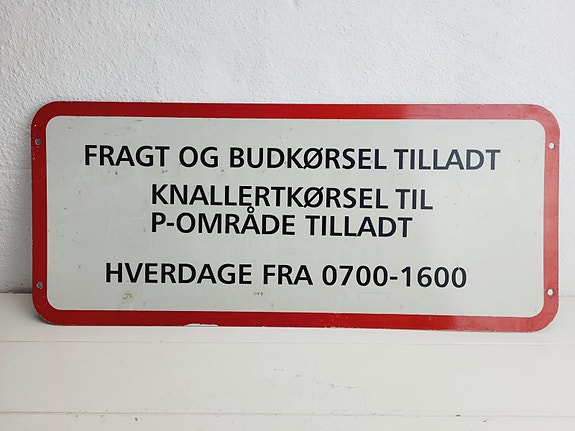 FRAGT OG BUDKØRSEL TILLADT
KNALLERTKØRSEL TIL
P-OMRÅDE TILLADT
HVERDAGE FRA 0700-1600